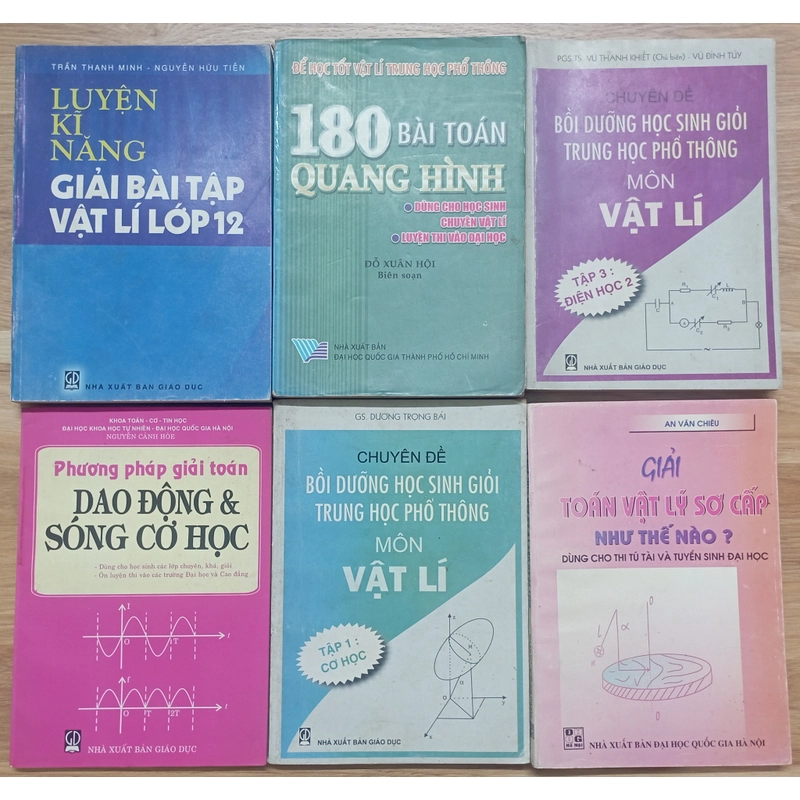 TRẦN THANH MINH - NGUYỄN HỮU TIẾN
LUYỆN
KĨ
NĂNG
GIẢI BÀI TẬP
VẬT LÍ LỚP 12
NHÀ XUẤT BẢN GIÁO DỤC
ĐỂ HỌC TỐT VẬT LÍ TRUNG HỌC PHỔ THÔNG
180 BÀI TOÁN
QUANG HÌNH
DÙNG CHO HỌC SINH
CHUYÊN VẬT LÍ
LUYỆN THI VÀO ĐẠI HỌC
ĐỖ XUÂN HỘI
Biên soạn
NHÀ XUẤT BẢN
ĐẠI HỌC QUỐC GIA THÀNH PHỐ HỒ CHÍ MINH
PGS.TS. VŨ THANH KHIẾT (Chủ biên) - VŨ ĐÌNH TÚY
CHUYÊN ĐỀ
BỒI DƯỠNG HỌC SINH GIỎI
TRUNG HỌC PHỔ THÔNG
MÔN
VẬT LÍ
TẬP 3 :
ĐIỆN HỌC 2
NHÀ XUẤT BẢN GIÁO DỤC
KHOA TOÁN - CƠ - TIN HỌC
ĐẠI HỌC KHOA HỌC TỰ NHIÊN - ĐẠI HỌC QUỐC GIA HÀ NỘI
NGUYỄN CẢNH HÒE
Phương pháp giải toán
DAO ĐỘNG &
SÓNG CƠ HỌC
- Dùng cho học sinh các lớp chuyên, khá, giỏi
- Ôn luyện thi vào các trường Đại học và Cao đẳng
NHÀ XUẤT BẢN GIÁO DỤC
GS. DƯƠNG TRỌNG BÁI
CHUYÊN ĐỀ
BỒI DƯỠNG HỌC SINH GIỎI
TRUNG HỌC PHỔ THÔNG
MÔN
VẬT LÍ
TẬP 1 :
CƠ HỌC
NHÀ XUẤT BẢN GIÁO DỤC
AN VĂN CHIÊU
GIẢI
TOÁN VẬT LÝ SƠ CẤP
NHƯ THẾ NÀO ?
DÙNG CHO THI TÚ TÀI VÀ TUYỂN SINH ĐẠI HỌC
NHÀ XUẤT BẢN ĐẠI HỌC QUỐC GIA HÀ NỘI